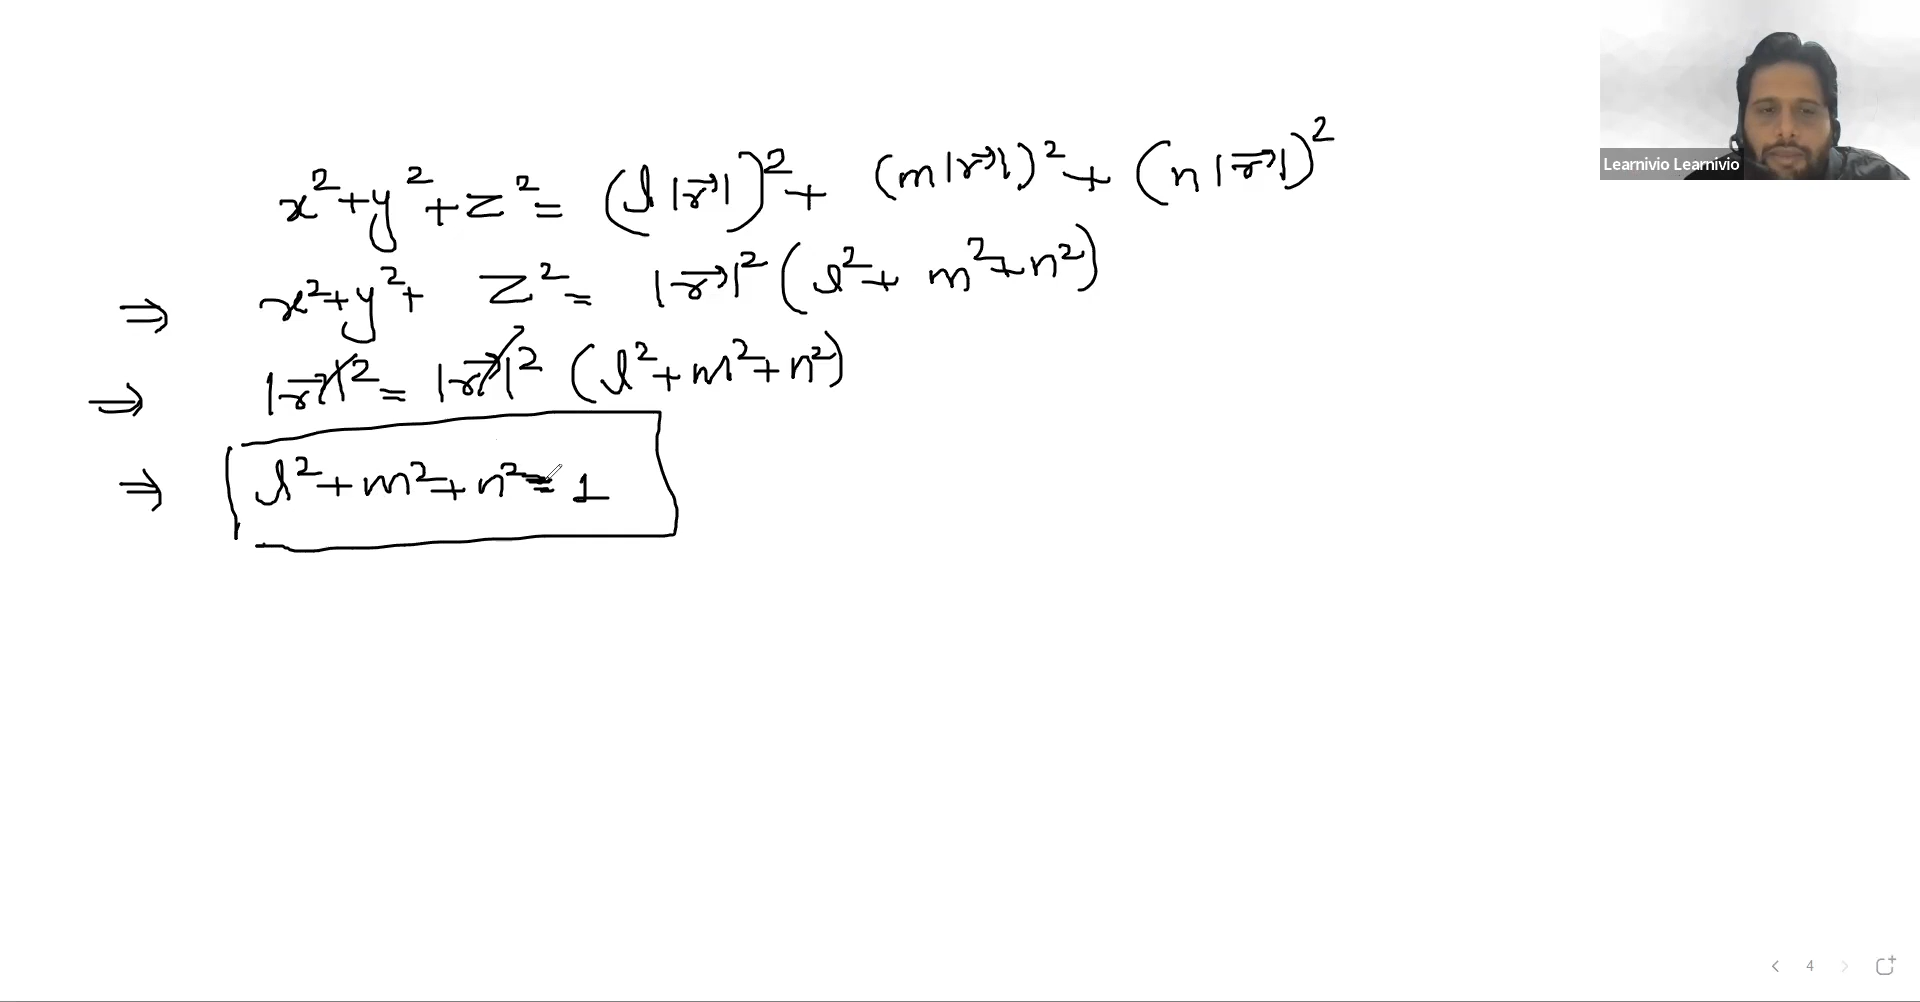 x²+y²+z² = (l|r⃗|)² + (m|r⃗|)² + (n|r⃗|)²
Learnivio Learnivio
⇒ x²+y²+ z² = |r⃗|² (l²+ m²+n²)
⇒ |r⃗|² = |r⃗|² (l²+m²+n²)
⇒ l²+m²+n² = 1
4